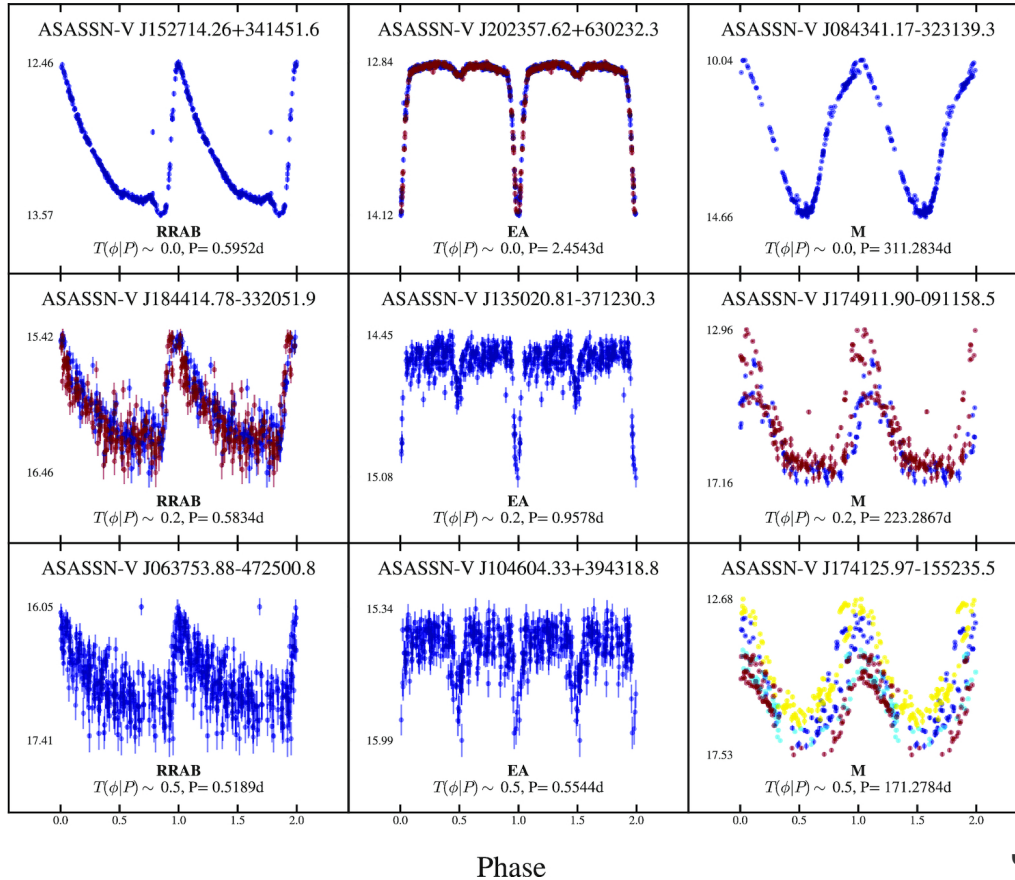 ASASSN-V J152714.26+341451.6
12.46
13.57
RRAB
T(ϕ|P) ∼ 0.0, P= 0.5952d
ASASSN-V J202357.62+630232.3
12.84
14.12
EA
T(ϕ|P) ∼ 0.0, P= 2.4543d
ASASSN-V J084341.17-323139.3
10.04
14.66
M
T(ϕ|P) ∼ 0.0, P= 311.2834d
ASASSN-V J184414.78-332051.9
15.42
16.46
RRAB
T(ϕ|P) ∼ 0.2, P= 0.5834d
ASASSN-V J135020.81-371230.3
14.45
15.08
EA
T(ϕ|P) ∼ 0.2, P= 0.9578d
ASASSN-V J174911.90-091158.5
12.96
17.16
M
T(ϕ|P) ∼ 0.2, P= 223.2867d
ASASSN-V J063753.88-472500.8
16.05
17.41
RRAB
T(ϕ|P) ∼ 0.5, P= 0.5189d
ASASSN-V J104604.33+394318.8
15.34
15.99
EA
T(ϕ|P) ∼ 0.5, P= 0.5544d
ASASSN-V J174125.97-155235.5
12.68
17.53
M
T(ϕ|P) ∼ 0.5, P= 171.2784d
0.0 0.5 1.0 1.5 2.0 0.0 0.5 1.0 1.5 2.0 0.0 0.5 1.0 1.5 2.0
Phase